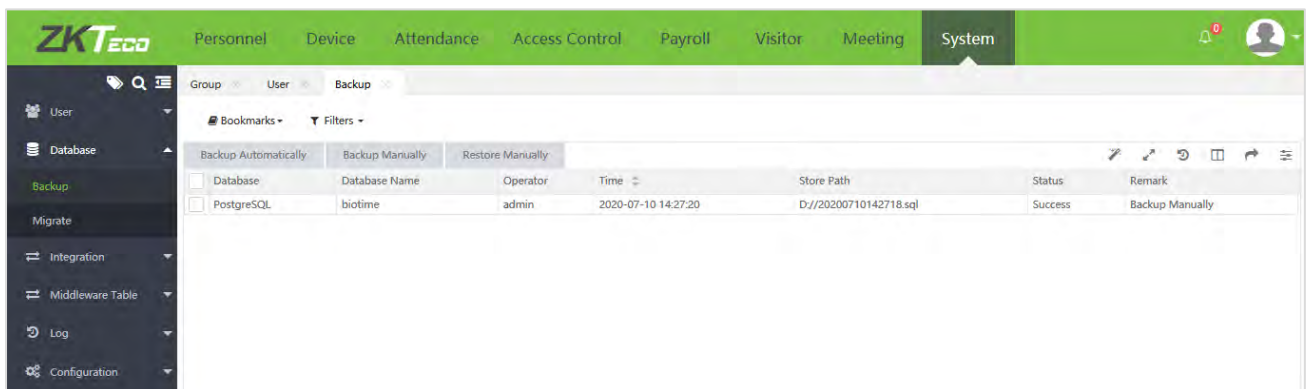 ZKTeco
Personnel Device Attendance Access Control Payroll Visitor Meeting System 0
Group User Backup
User
Bookmarks Filters
Database
Backup Automatically Backup Manually Restore Manually
Database Database Name Operator Time Store Path Status Remark
Backup
PostgreSQL biotime admin 2020-07-10 14:27:20 D://20200710142718.sql Success Backup Manually
Migrate
Integration
Middleware Table
Log
Configuration